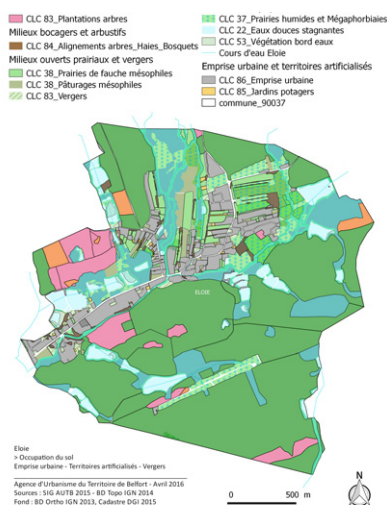 CLC 83_Plantations arbres
Milieux bocagers et arbustifs
CLC 84_Alignements arbres_Haies_Bosquets
Milieux ouverts prairiaux et vergers
CLC 38_Prairies de fauche mésophiles
CLC 38_Pâturages mésophiles
CLC 83_Vergers
CLC 37_Prairies humides et Mégaphorbiaies
CLC 22_Eaux douces stagnantes
CLC 53_Végétation bord eaux
Cours d'eau Eloie
Emprise urbaine et territoires artificialisés
CLC 86_Emprise urbaine
CLC 85_Jardins potagers
commune_90037
ELOIE
Eloie
> Occupation du sol
Emprise urbaine - Territoires artificialisés - Vergers
Agence d'Urbanisme du Territoire de Belfort - Avril 2016
Sources : SIG AUTB 2015 - BD Topo IGN 2014
Fond : BD Ortho IGN 2013, Cadastre DGI 2015
0 500 m
N